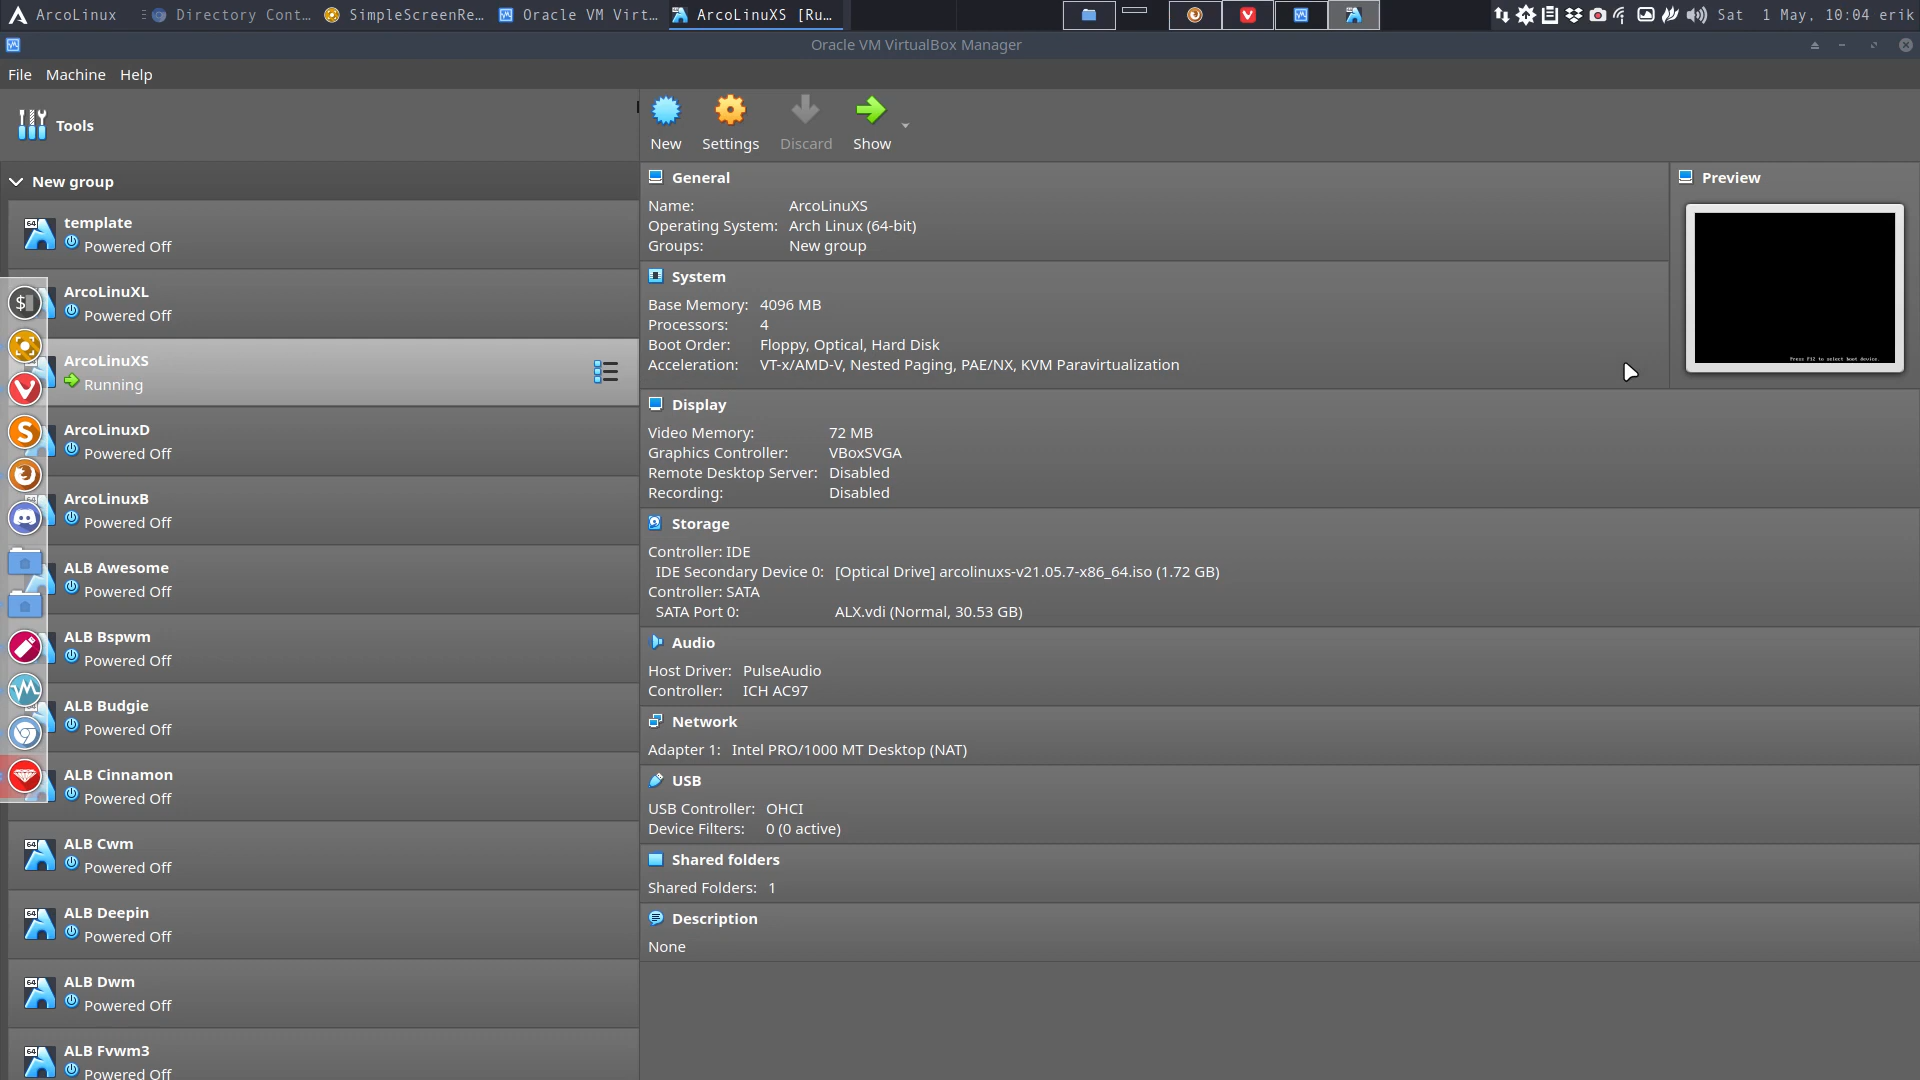 ArcoLinux
Directory Cont...
SimpleScreenRe...
Oracle VM Virt...
ArcoLinuXS [Ru...
Sat 1 May, 10:04 erik
Oracle VM VirtualBox Manager
File Machine Help
Tools
New
Settings
Discard
Show
New group
template
Powered Off
ArcoLinuXL
Powered Off
ArcoLinuXS
Running
ArcoLinuxD
Powered Off
ArcoLinuxB
Powered Off
ALB Awesome
Powered Off
ALB Bspwm
Powered Off
ALB Budgie
Powered Off
ALB Cinnamon
Powered Off
ALB Cwm
Powered Off
ALB Deepin
Powered Off
ALB Dwm
Powered Off
ALB Fvwm3
Powered Off
General
Name: ArcoLinuXS
Operating System: Arch Linux (64-bit)
Groups: New group
System
Base Memory: 4096 MB
Processors: 4
Boot Order: Floppy, Optical, Hard Disk
Acceleration: VT-x/AMD-V, Nested Paging, PAE/NX, KVM Paravirtualization
Display
Video Memory: 72 MB
Graphics Controller: VBoxSVGA
Remote Desktop Server: Disabled
Recording: Disabled
Storage
Controller: IDE
IDE Secondary Device 0: [Optical Drive] arcolinuxs-v21.05.7-x86_64.iso (1.72 GB)
Controller: SATA
SATA Port 0: ALX.vdi (Normal, 30.53 GB)
Audio
Host Driver: PulseAudio
Controller: ICH AC97
Network
Adapter 1: Intel PRO/1000 MT Desktop (NAT)
USB
USB Controller: OHCI
Device Filters: 0 (0 active)
Shared folders
Shared Folders: 1
Description
None
Preview
Press F12 to select boot device.